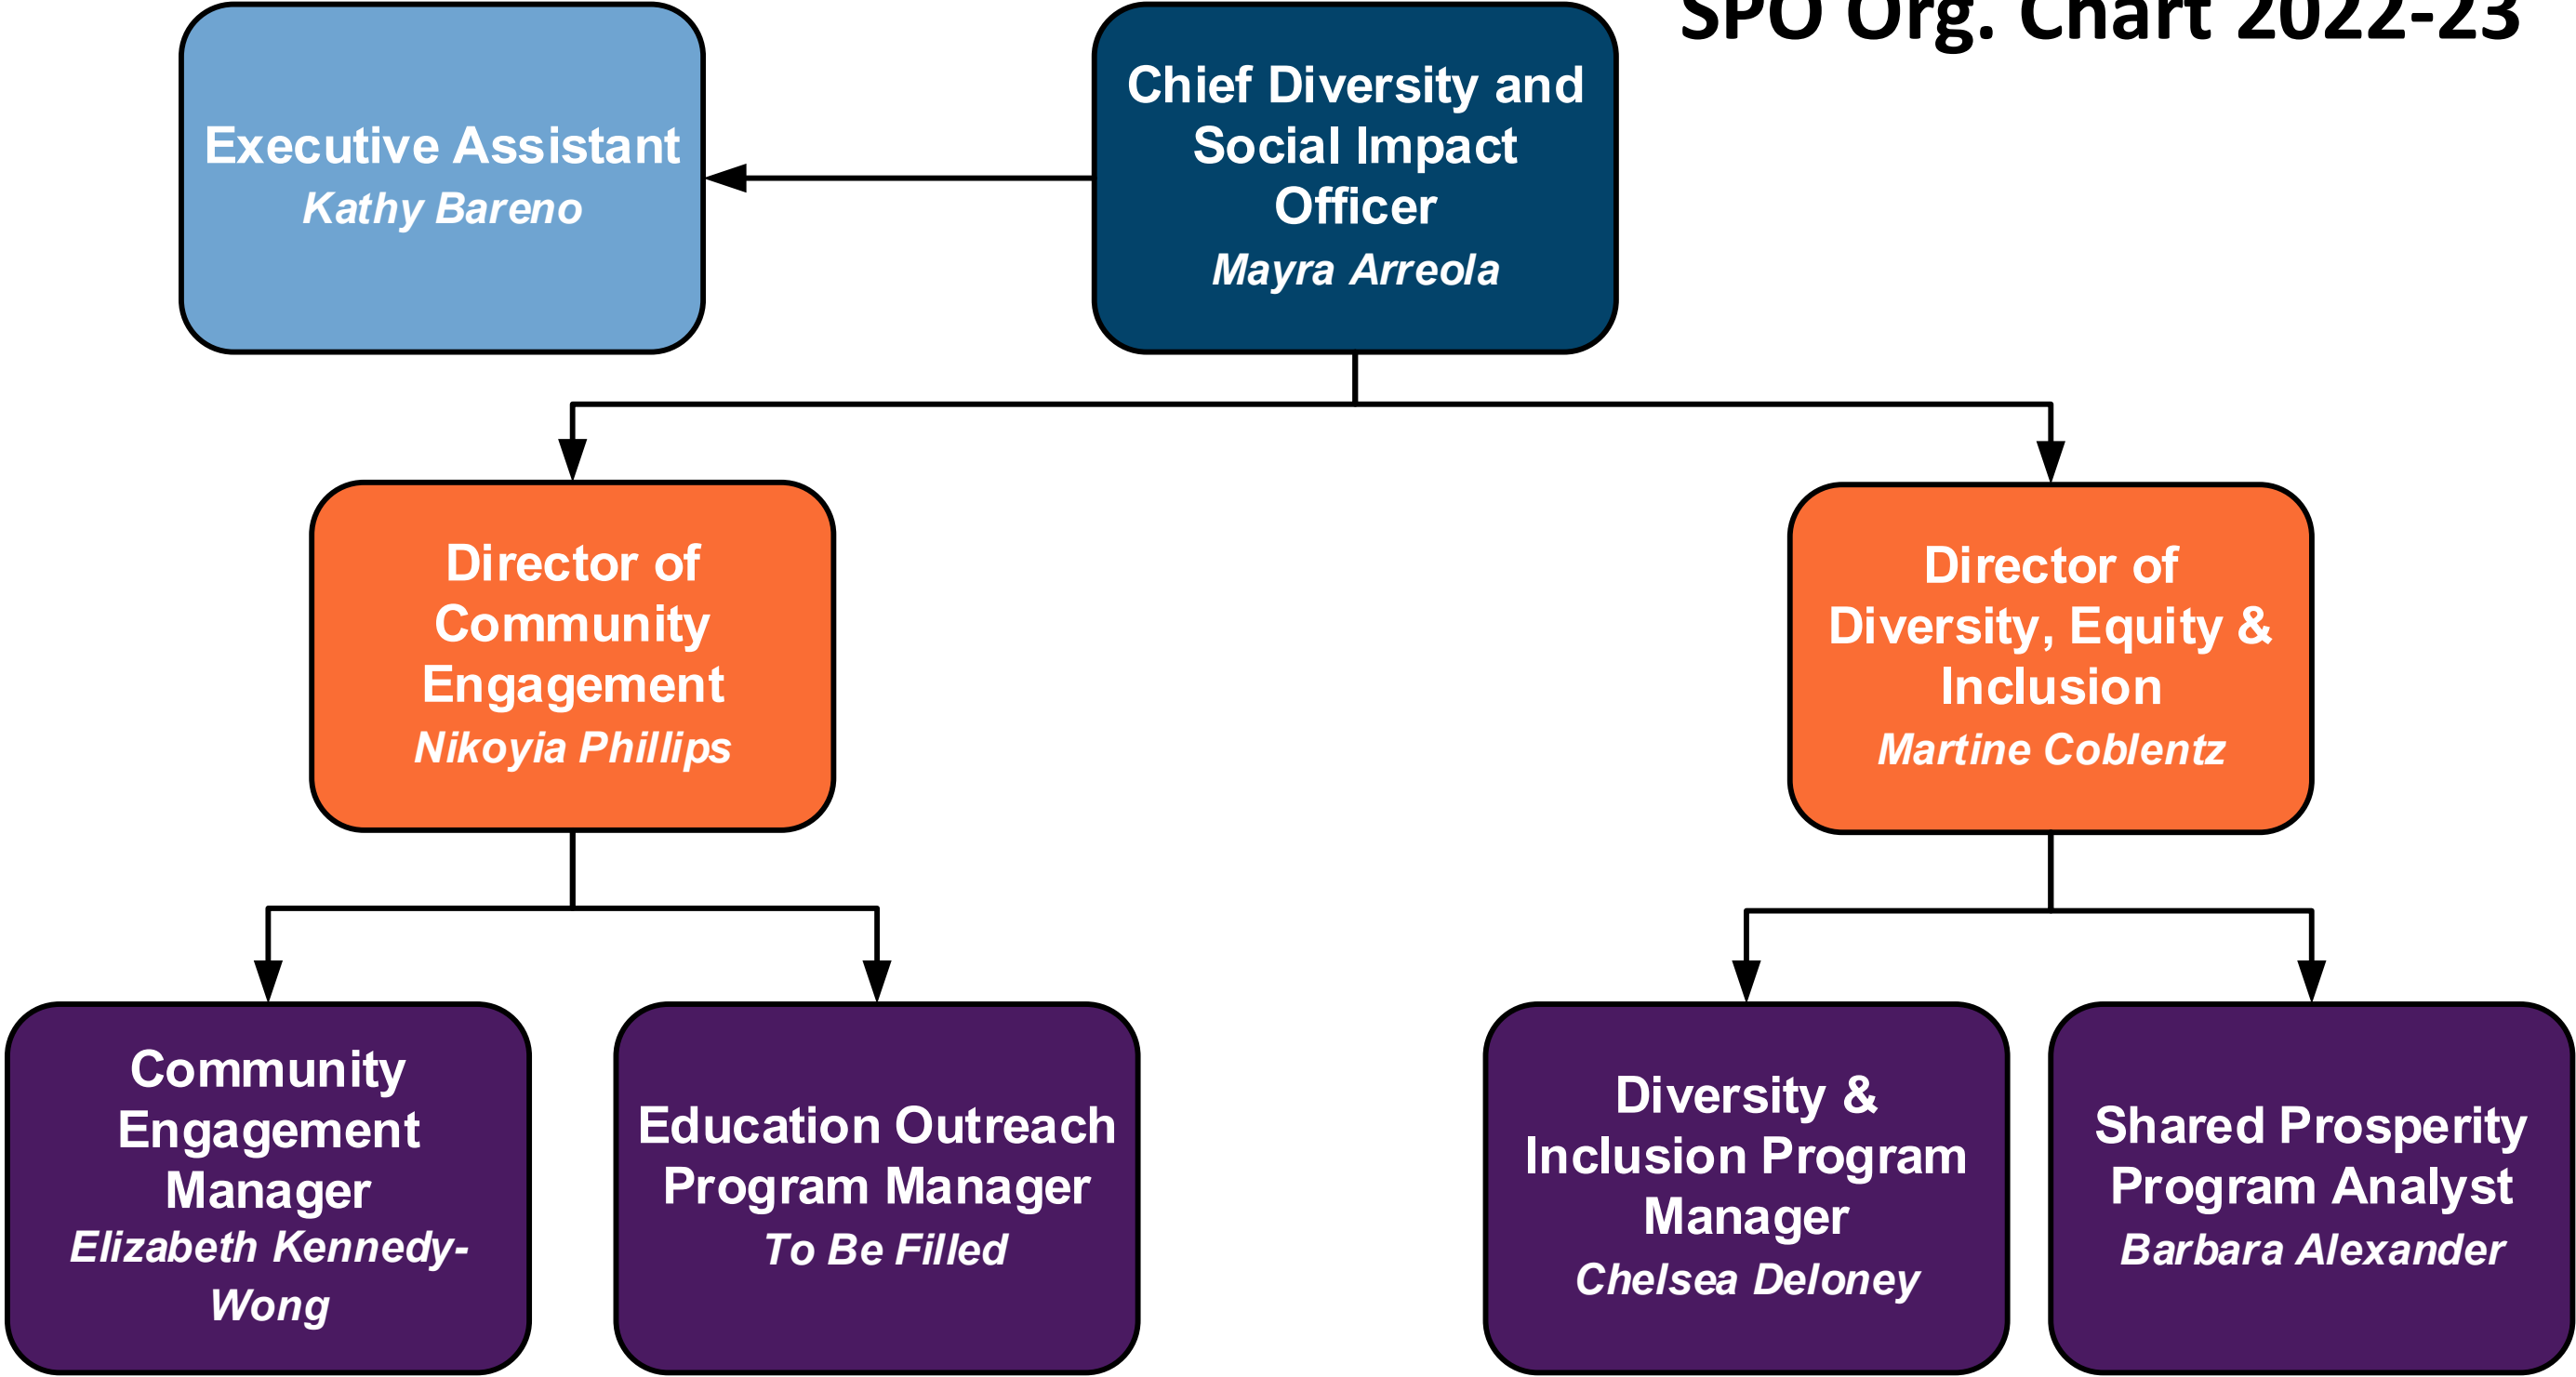 SPO Org. Chart 2022-23
Executive Assistant
Kathy Bareno
Chief Diversity and
Social Impact
Officer
Mayra Arreola
Director of
Community
Engagement
Nikoyia Phillips
Director of
Diversity, Equity &
Inclusion
Martine Coblentz
Community
Engagement
Manager
Elizabeth Kennedy-
Wong
Education Outreach
Program Manager
To Be Filled
Diversity &
Inclusion Program
Manager
Chelsea Deloney
Shared Prosperity
Program Analyst
Barbara Alexander